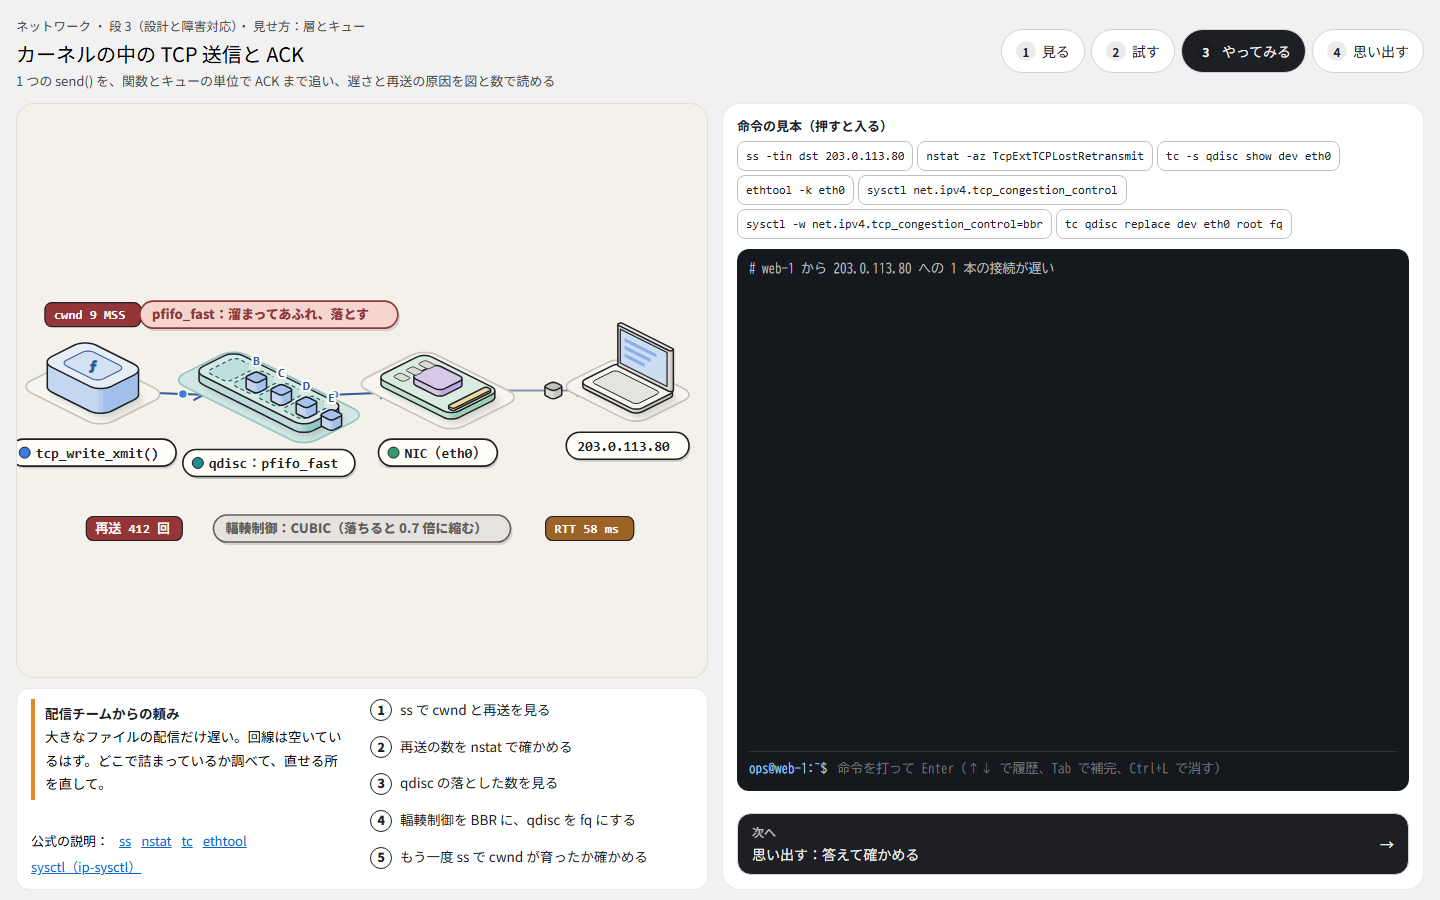 ネットワーク ・ 段 3（設計と障害対応）・ 見せ方：層とキュー
カーネルの中の TCP 送信と ACK
1 つの send() を、関数とキューの単位で ACK まで追い、遅さと再送の原因を図と数で読める
1 見る
2 試す
3 やってみる
4 思い出す
cwnd 9 MSS
pfifo_fast：溜まってあふれ、落とす
f
B
C
D
E
tcp_write_xmit()
qdisc：pfifo_fast
NIC（eth0）
203.0.113.80
再送 412 回
輻輳制御：CUBIC（落ちると 0.7 倍に縮む）
RTT 58 ms
配信チームからの頼み
大きなファイルの配信だけ遅い。回線は空いてい
るはず。どこで詰まっているか調べて、直せる所
を直して。
公式の説明： ss nstat tc ethtool
sysctl（ip-sysctl）
1 ss で cwnd と再送を見る
2 再送の数を nstat で確かめる
3 qdisc の落とした数を見る
4 輻輳制御を BBR に、qdisc を fq にする
5 もう一度 ss で cwnd が育ったか確かめる
命令の見本（押すと入る）
ss -tin dst 203.0.113.80
nstat -az TcpExtTCPLostRetransmit
tc -s qdisc show dev eth0
ethtool -k eth0
sysctl net.ipv4.tcp_congestion_control
sysctl -w net.ipv4.tcp_congestion_control=bbr
tc qdisc replace dev eth0 root fq
# web-1 から 203.0.113.80 への 1 本の接続が遅い
ops@web-1:~$ 命令を打って Enter（↑↓ で履歴、Tab で補完、Ctrl+L で消す）
次へ
思い出す：答えて確かめる →